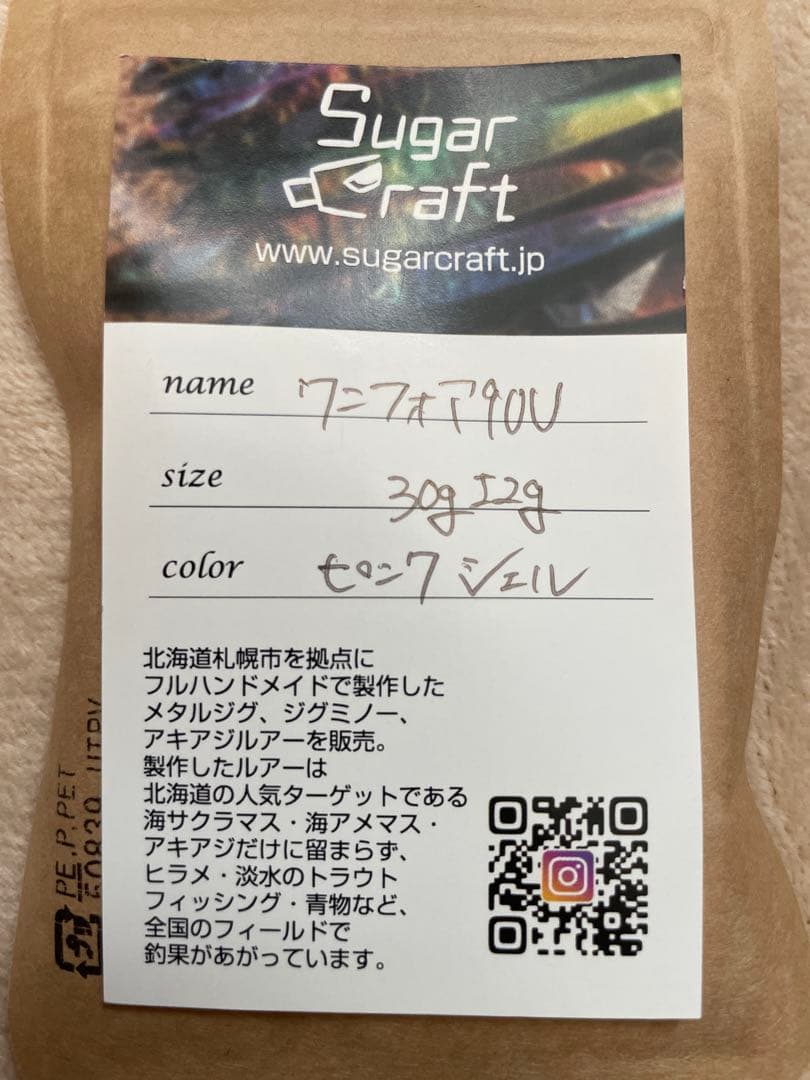 Sugar
Craft
www.sugarcraft.jp
name ワニフォア90U
size 30g±2g
color ピンクシェル
北海道札幌市を拠点に
フルハンドメイドで製作した
メタルジグ、ジグミノー、
アキアジルアーを販売。
製作したルアーは
北海道の人気ターゲットである
海サクラマス・海アメマス・
アキアジだけに留まらず、
ヒラメ・淡水のトラウト
フィッシング・青物など、
全国のフィールドで
釣果があがっています。
PE,P,PET
プラ